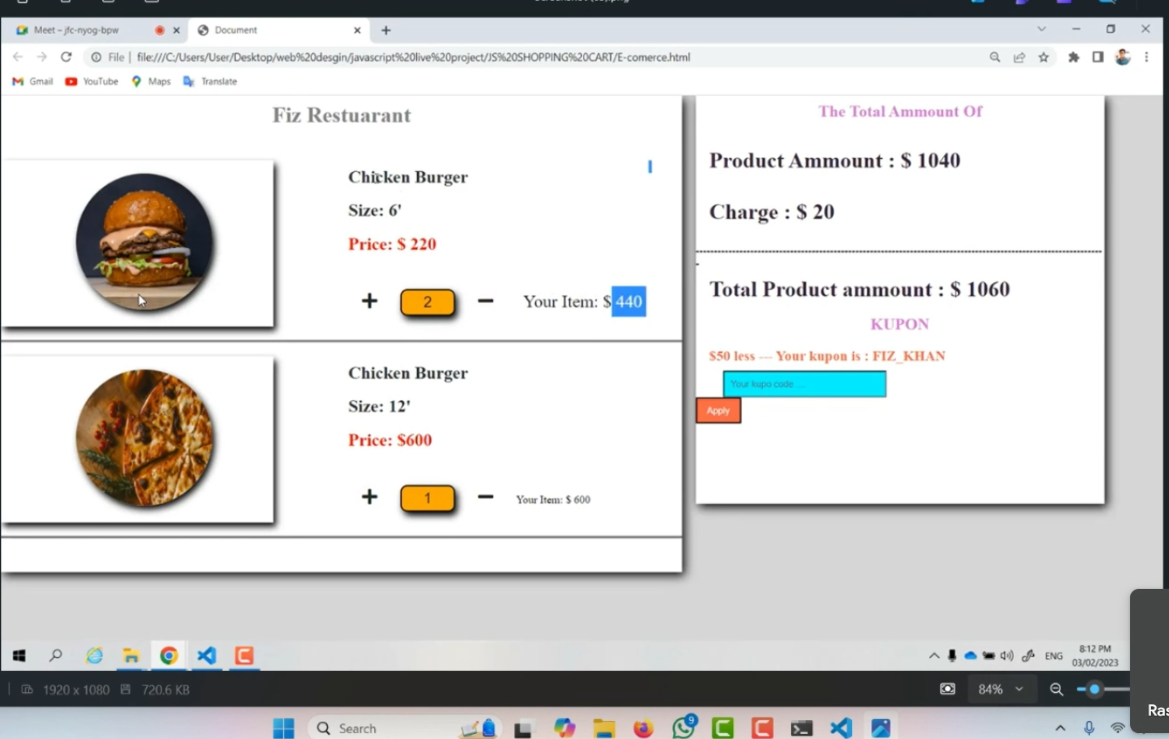 Meet – jfc-nyog-bpw
Document
File
file:///C:/Users/User/Desktop/web%20desgin/javascript%20live%20project/JS%20SHOPPING%20CART/E-comerce.html
Gmail
YouTube
Maps
Translate
Fiz Restuarant
Chicken Burger
Size: 6'
Price: $ 220
+ 2 − Your Item: $ 440
Chicken Burger
Size: 12'
Price: $600
+ 1 − Your Item: $ 600
The Total Ammount Of
Product Ammount : $ 1040
Charge : $ 20
Total Product ammount : $ 1060
KUPON
$50 less --- Your kupon is : FIZ_KHAN
Your kupo code ...
Apply
ENG
8:12 PM
03/02/2023
1920 x 1080
720.6 KB
84%
Search
9
Ras